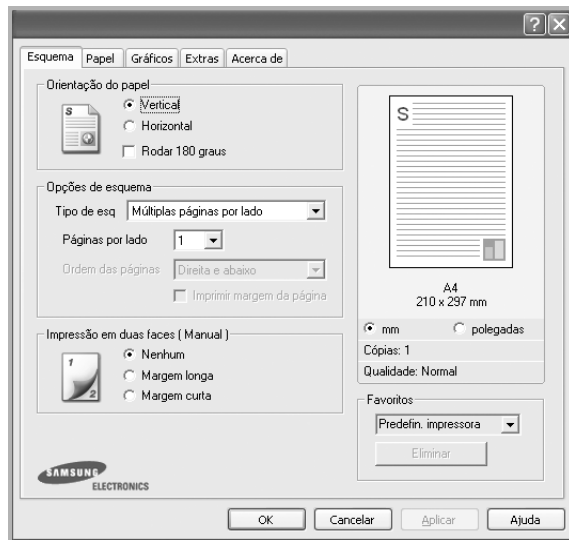 Esquema Papel Gráficos Extras Acerca de
Orientação do papel
S
Vertical
Horizontal
Rodar 180 graus
Opções de esquema
Tipo de esq Múltiplas páginas por lado
Páginas por lado 1
Ordem das páginas Direita e abaixo
Imprimir margem da página
Impressão em duas faces ( Manual )
1
2
Nenhum
Margem longa
Margem curta
SAMSUNG
ELECTRONICS
S
A4
210 x 297 mm
mm polegadas
Cópias: 1
Qualidade: Normal
Favoritos
Predefin. impressora
Eliminar
OK Cancelar Aplicar Ajuda